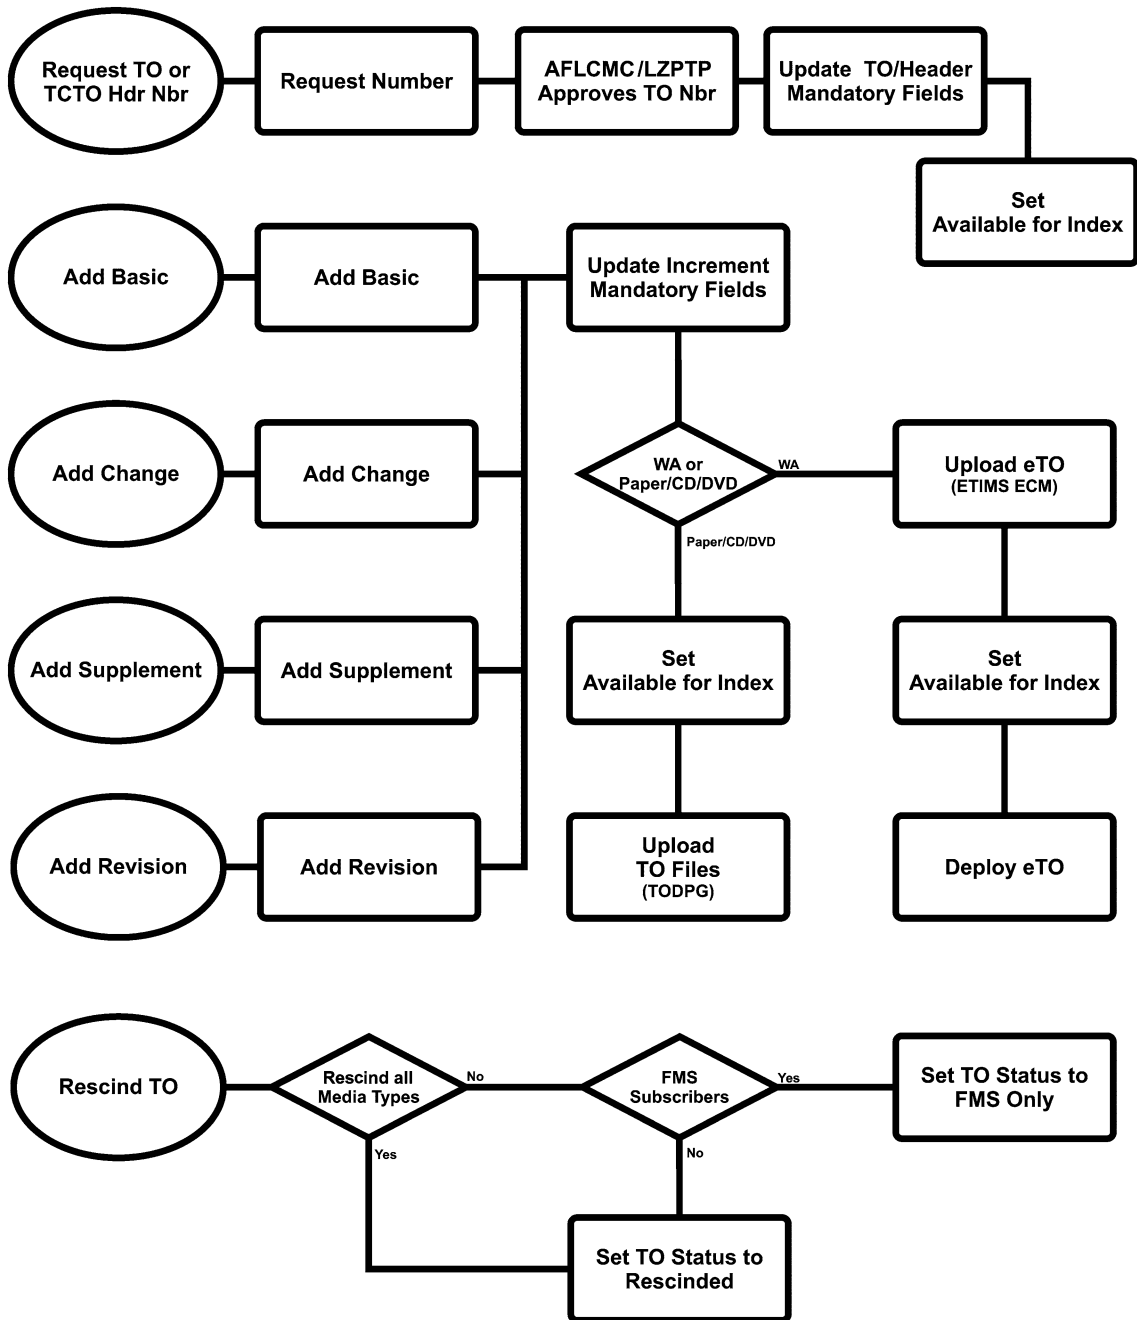 Request TO or
TCTO Hdr Nbr
Request Number
AFLCMC/LZPTP
Approves TO Nbr
Update TO/Header
Mandatory Fields
Set
Available for Index
Add Basic
Add Basic
Update Increment
Mandatory Fields
Add Change
Add Change
WA or
Paper/CD/DVD
WA
Upload eTO
(ETIMS ECM)
Paper/CD/DVD
Add Supplement
Add Supplement
Set
Available for Index
Set
Available for Index
Add Revision
Add Revision
Upload
TO Files
(TODPG)
Deploy eTO
Rescind TO
Rescind all
Media Types
No
FMS
Subscribers
Yes
Set TO Status to
FMS Only
Yes
No
Set TO Status to
Rescinded